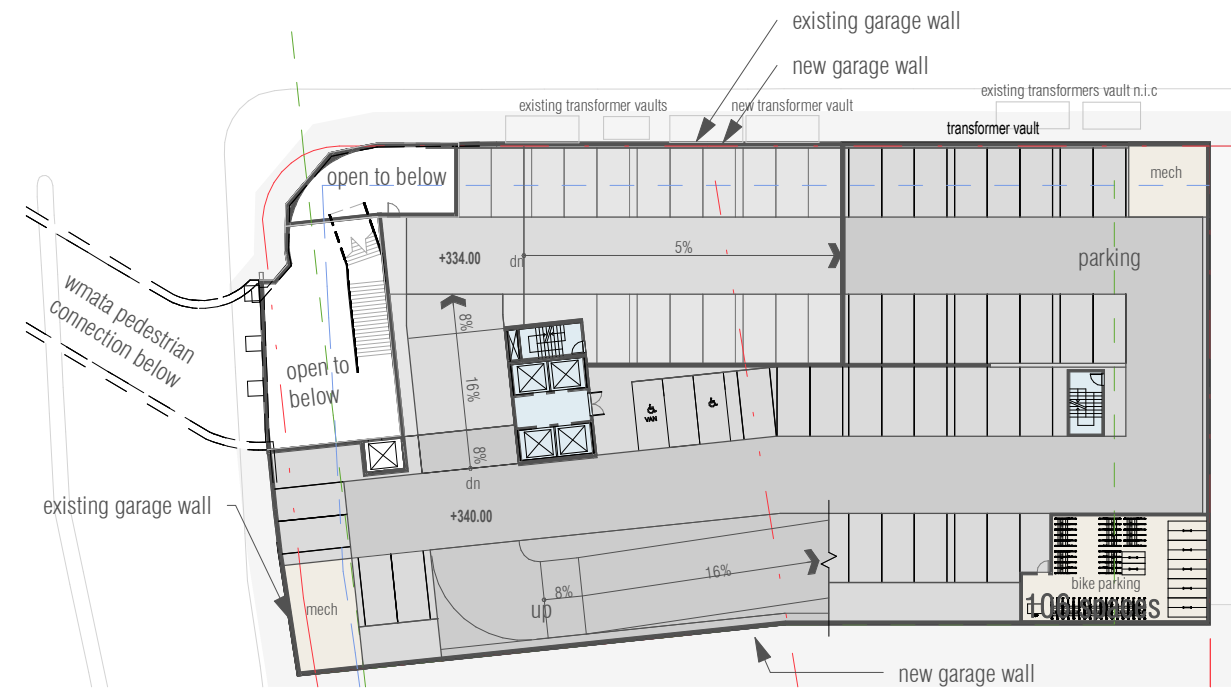 existing garage wall
new garage wall
existing transformer vaults
new transformer vault
existing transformers vault n.i.c
transformer vault
open to below
mech
+334.00
dn
5%
parking
wmata pedestrian
connection below
open to
below
8%
16%
8%
VAN
dn
+340.00
existing garage wall
mech
up
8%
16%
bike parking
new garage wall